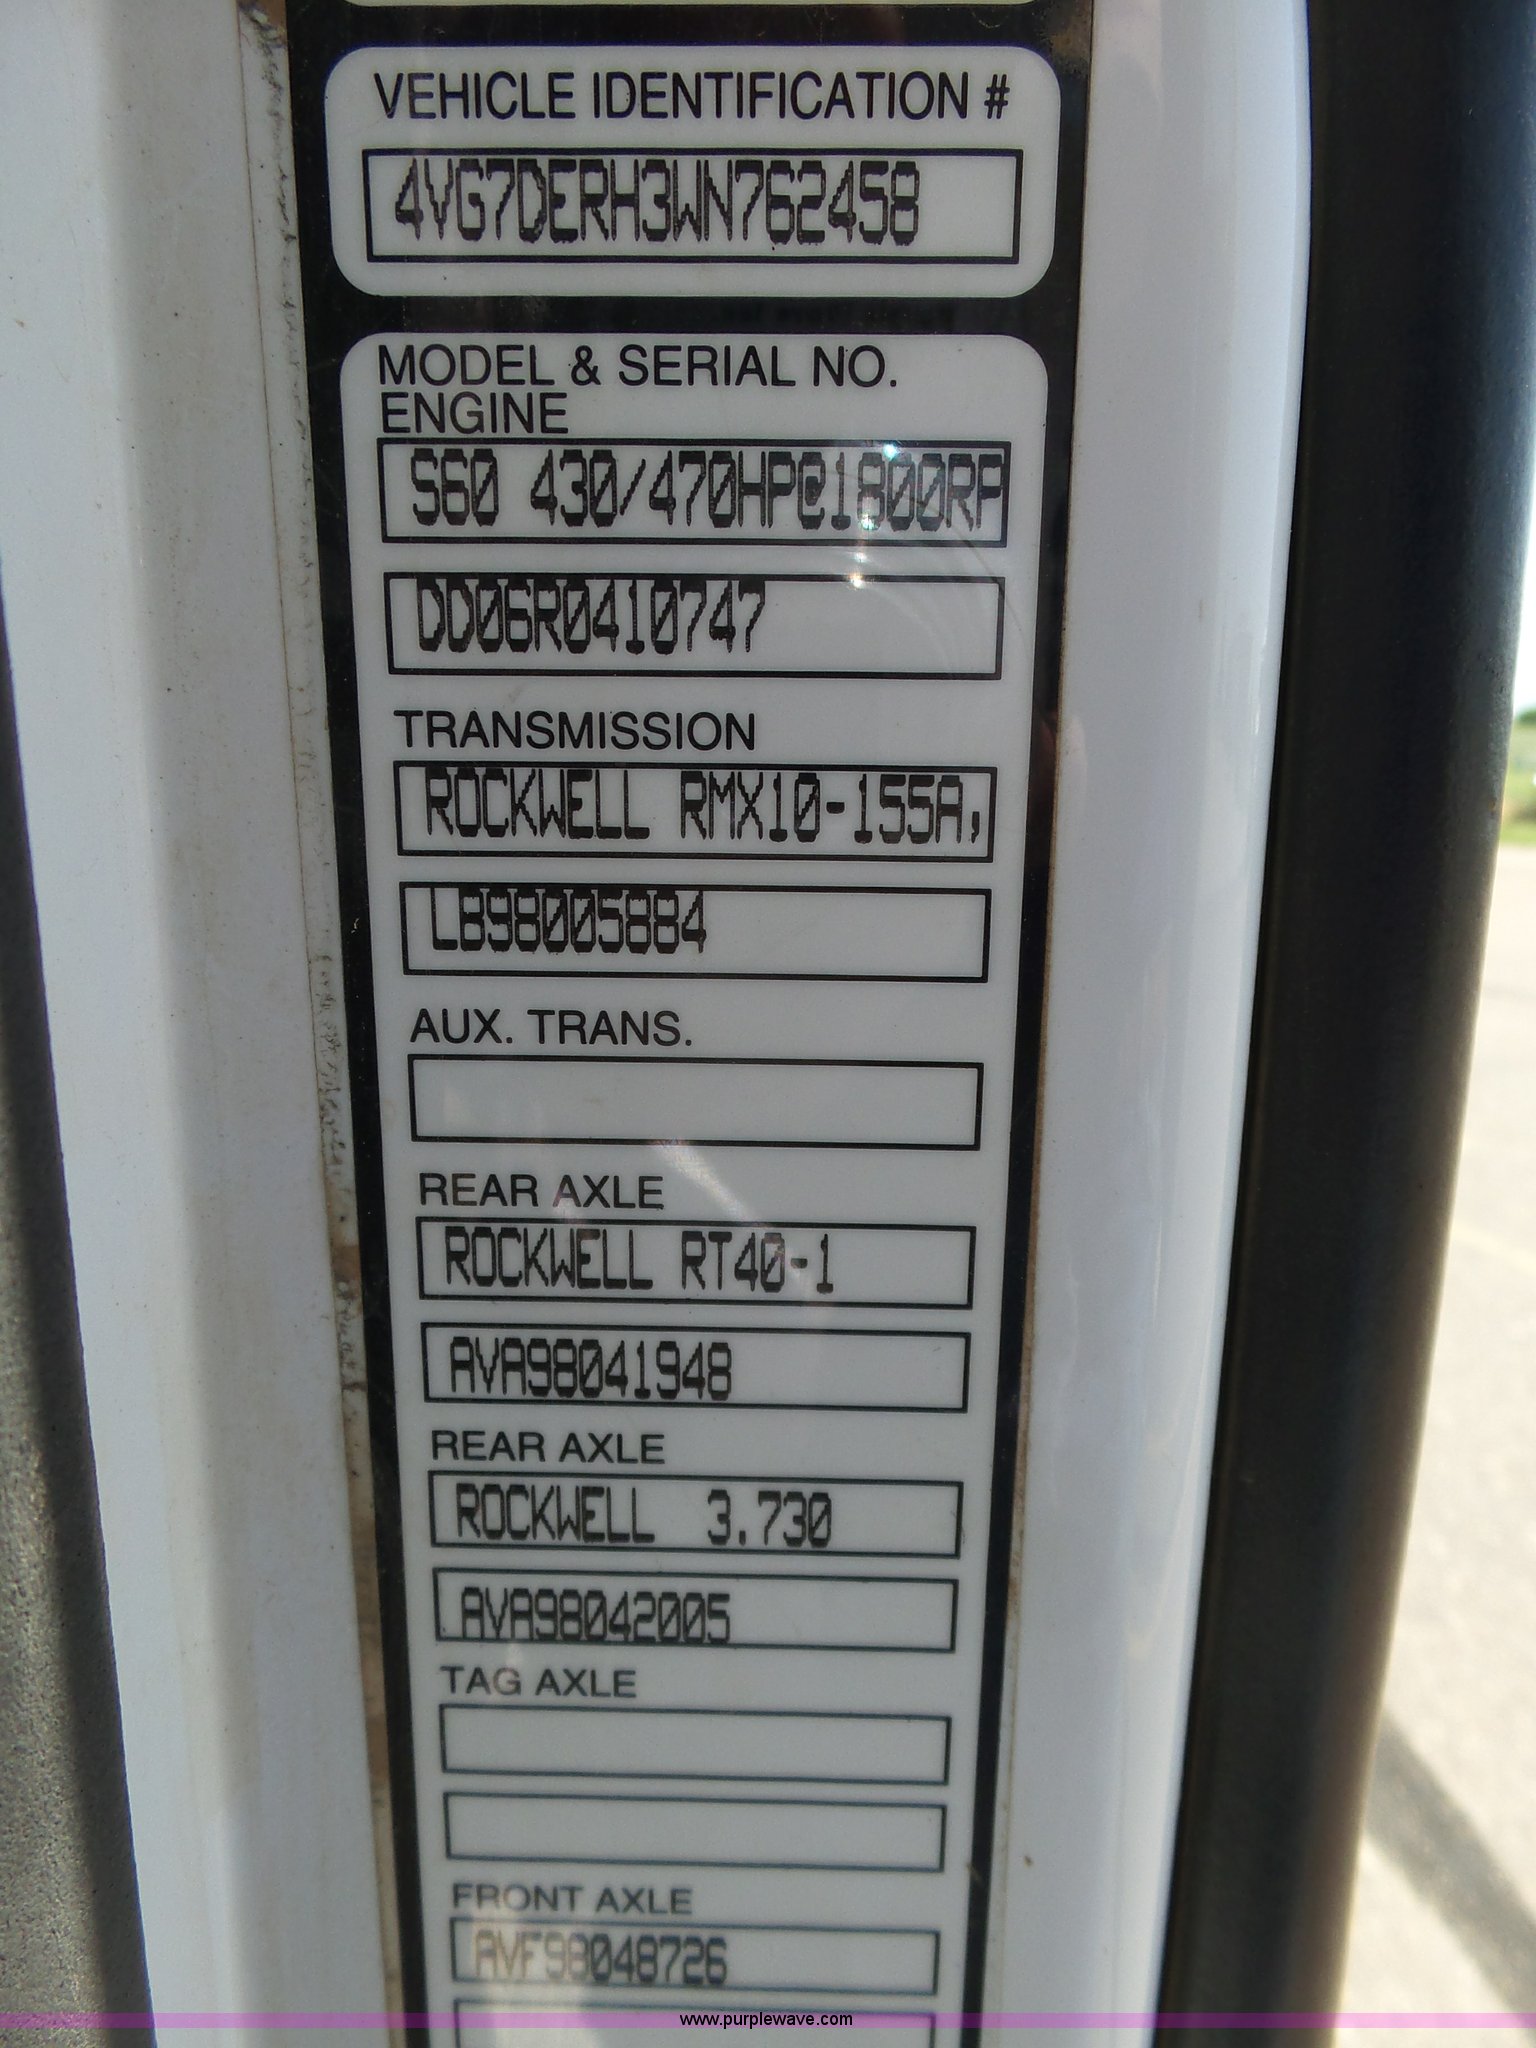 VEHICLE IDENTIFICATION #
4VG7DERH3WN762458
MODEL & SERIAL NO.
ENGINE
S60 430/470HP@1800RP
DD06R0410747
TRANSMISSION
ROCKWELL RMX10-155A,
LB98005884
AUX. TRANS.
REAR AXLE
ROCKWELL RT40-1
AVA98041948
REAR AXLE
ROCKWELL 3.730
AVA98042005
TAG AXLE
FRONT AXLE
AVF98048726
www.purplewave.com